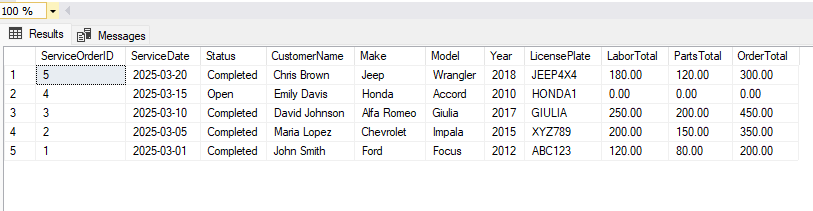 100 %
Results Messages
ServiceOrderID ServiceDate Status CustomerName Make Model Year LicensePlate LaborTotal PartsTotal OrderTotal
1 5 2025-03-20 Completed Chris Brown Jeep Wrangler 2018 JEEP4X4 180.00 120.00 300.00
2 4 2025-03-15 Open Emily Davis Honda Accord 2010 HONDA1 0.00 0.00 0.00
3 3 2025-03-10 Completed David Johnson Alfa Romeo Giulia 2017 GIULIA 250.00 200.00 450.00
4 2 2025-03-05 Completed Maria Lopez Chevrolet Impala 2015 XYZ789 200.00 150.00 350.00
5 1 2025-03-01 Completed John Smith Ford Focus 2012 ABC123 120.00 80.00 200.00